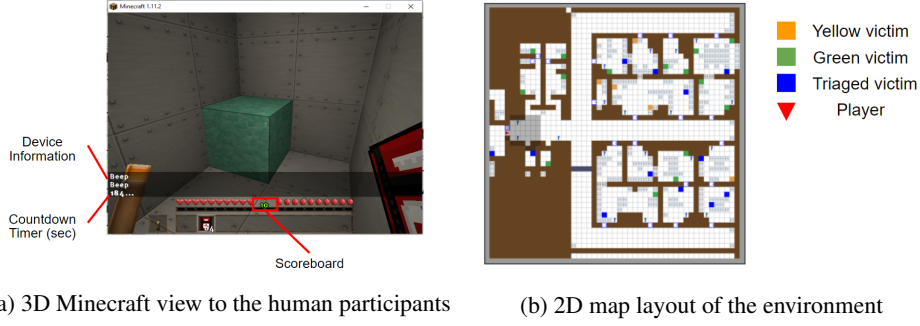 Minecraft 1.11.2
Device
Information
Countdown
Timer (sec)
Beep
Beep
184...
Scoreboard
Yellow victim
Green victim
Triaged victim
Player
a) 3D Minecraft view to the human participants
(b) 2D map layout of the environment